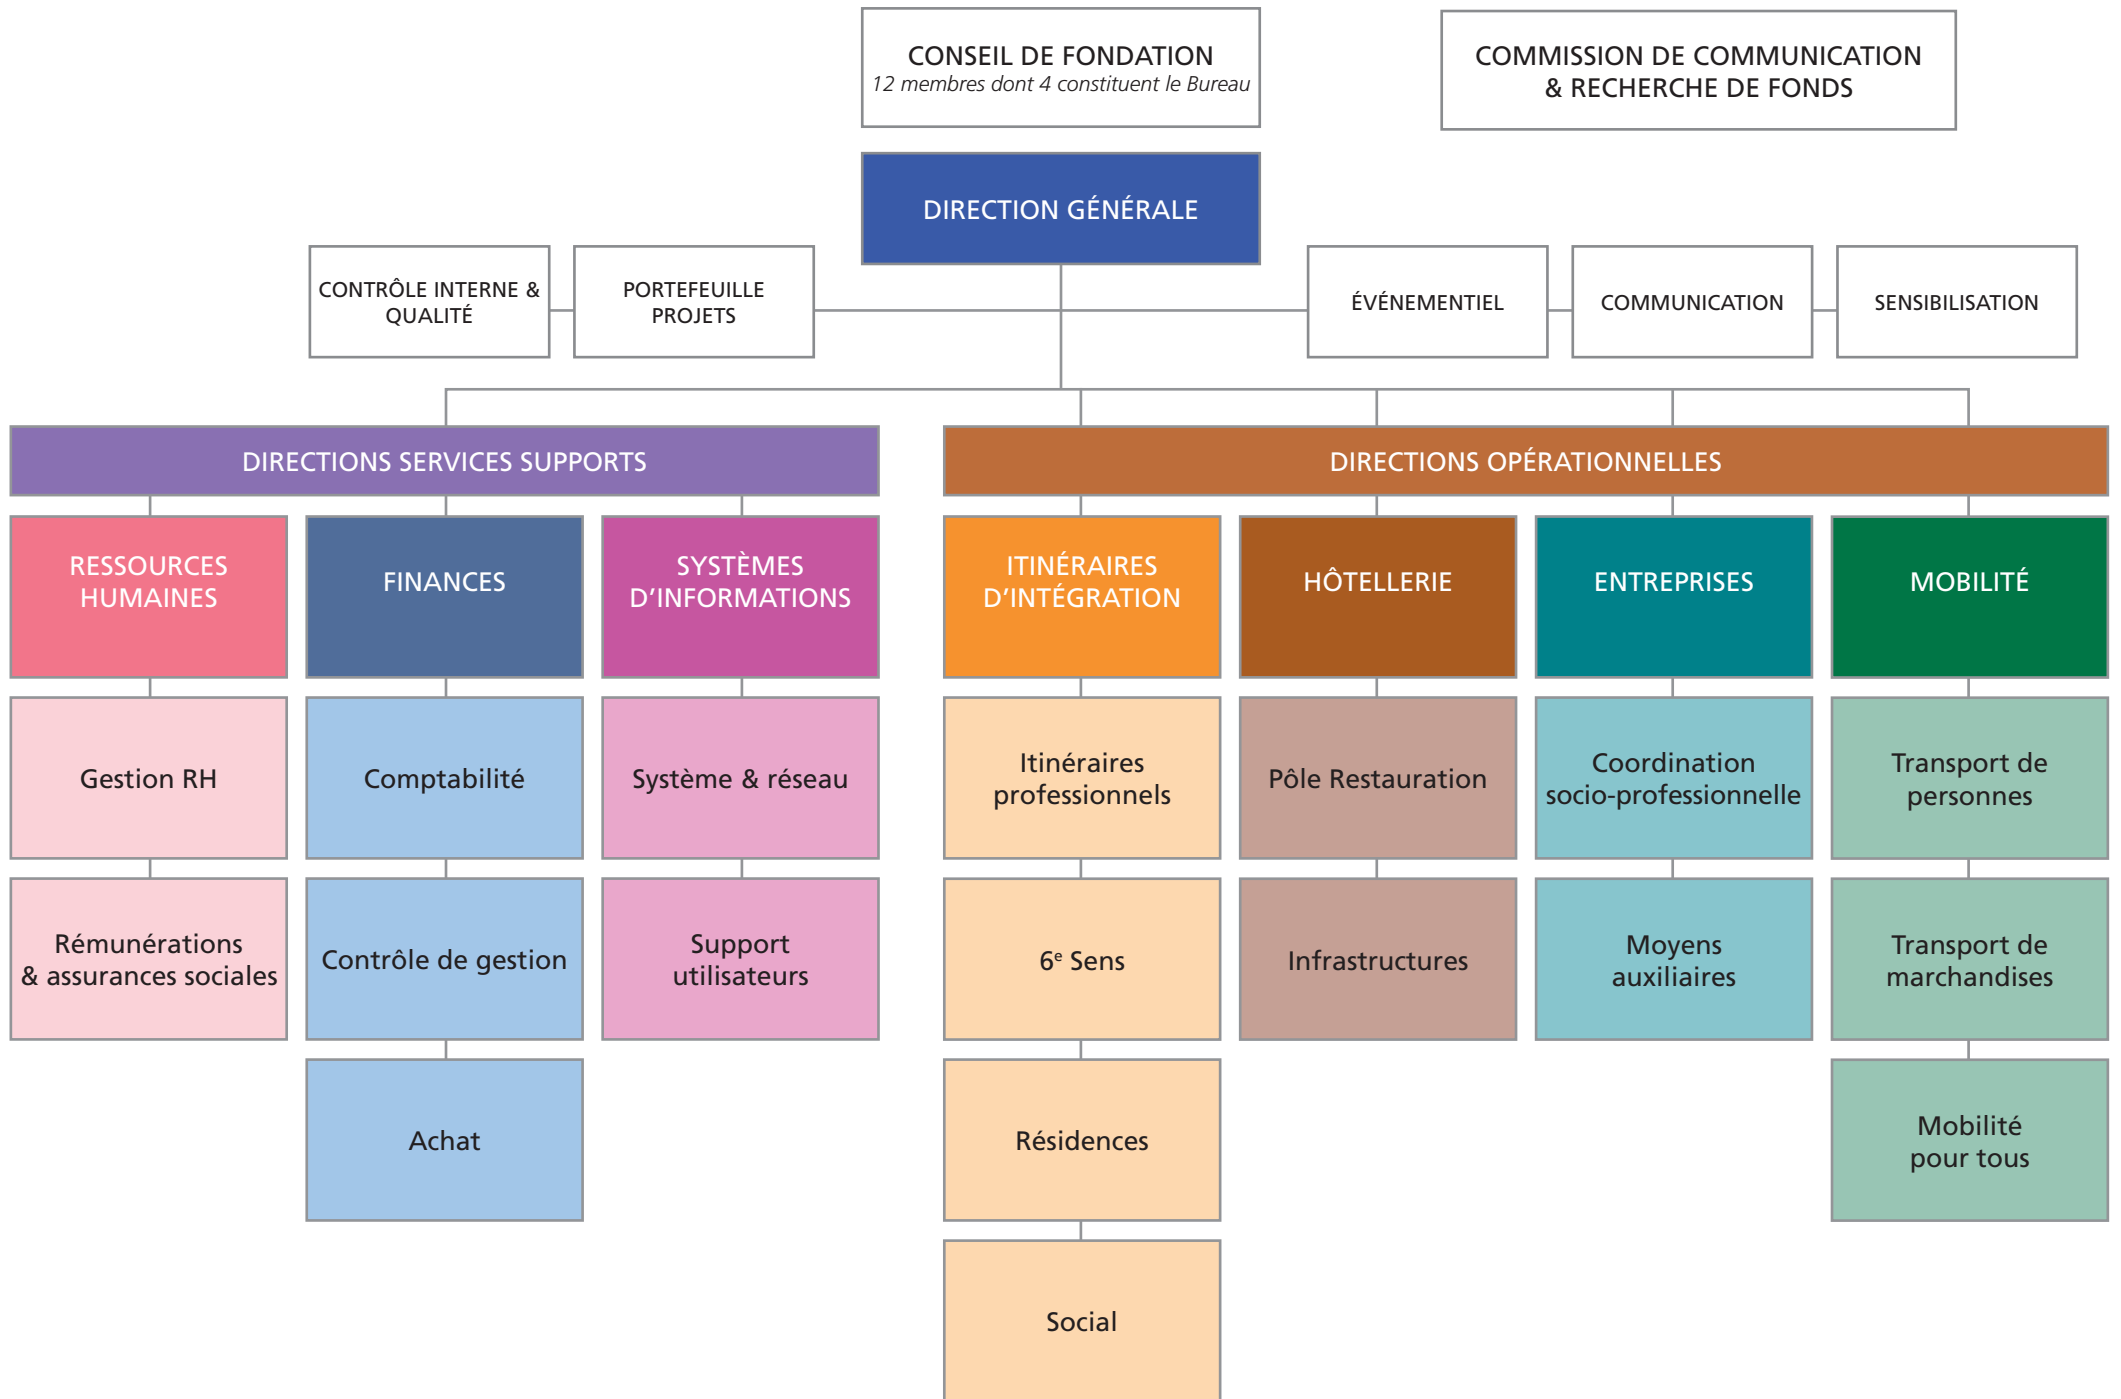 CONSEIL DE FONDATION
12 membres dont 4 constituent le Bureau
COMMISSION DE COMMUNICATION
& RECHERCHE DE FONDS
DIRECTION GÉNÉRALE
CONTRÔLE INTERNE &
QUALITÉ
PORTEFEUILLE
PROJETS
ÉVÉNEMENTIEL
COMMUNICATION
SENSIBILISATION
DIRECTIONS SERVICES SUPPORTS
DIRECTIONS OPÉRATIONNELLES
RESSOURCES
HUMAINES
FINANCES
SYSTÈMES
D’INFORMATIONS
ITINÉRAIRES
D’INTÉGRATION
HÔTELLERIE
ENTREPRISES
MOBILITÉ
Gestion RH
Comptabilité
Système & réseau
Itinéraires
professionnels
Pôle Restauration
Coordination
socio-professionnelle
Transport de
personnes
Rémunérations
& assurances sociales
Contrôle de gestion
Support
utilisateurs
6e Sens
Infrastructures
Moyens
auxiliaires
Transport de
marchandises
Achat
Résidences
Mobilité
pour tous
Social